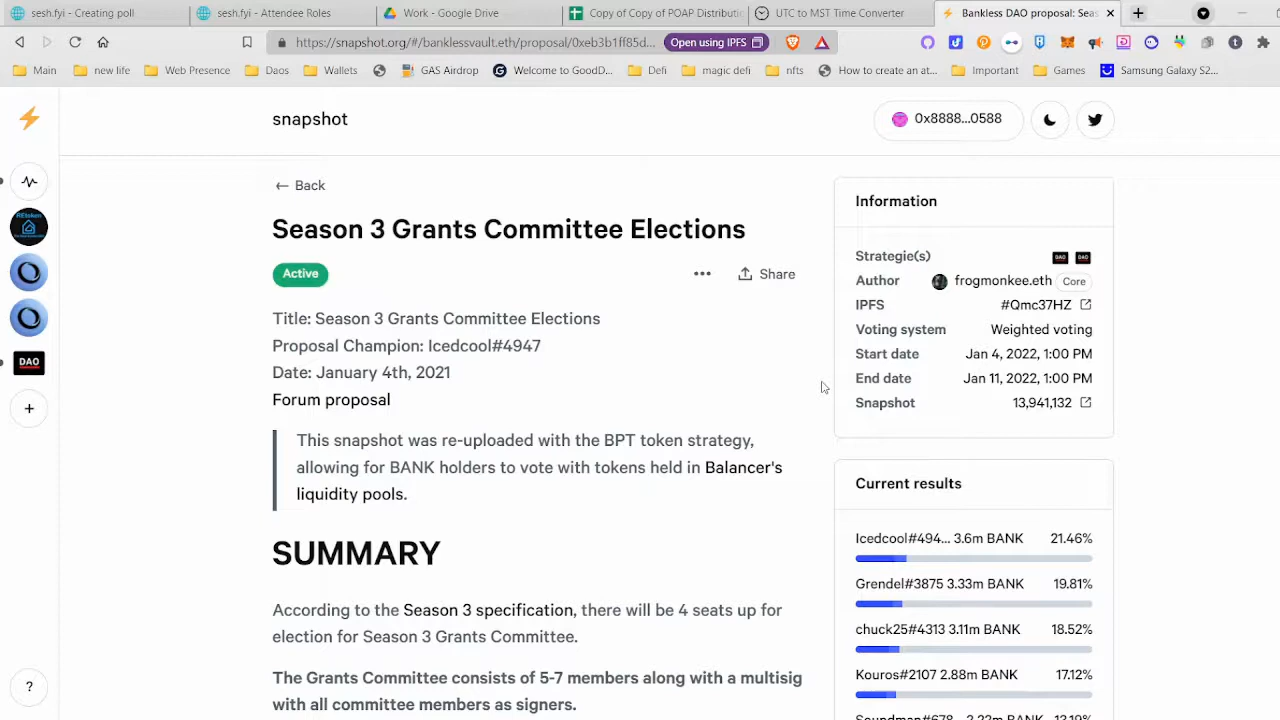 sesh.fyi - Creating poll
sesh.fyi - Attendee Roles
Work - Google Drive
Copy of Copy of POAP Distributi
UTC to MST Time Converter
Bankless DAO proposal: Seas
https://snapshot.org/#/banklessvault.eth/proposal/0xeb3b1ff85d...
Open using IPFS
Main
new life
Web Presence
Daos
Wallets
GAS Airdrop
Welcome to GoodD...
Defi
magic defi
nfts
How to create an at...
Important
Games
Samsung Galaxy S2...
snapshot
0x8888...0588
REtoken
DAO
?
← Back
Season 3 Grants Committee Elections
Active
Share
Title: Season 3 Grants Committee Elections
Proposal Champion: Icedcool#4947
Date: January 4th, 2021
Forum proposal
This snapshot was re-uploaded with the BPT token strategy,
allowing for BANK holders to vote with tokens held in Balancer's
liquidity pools.
SUMMARY
According to the Season 3 specification, there will be 4 seats up for
election for Season 3 Grants Committee.
The Grants Committee consists of 5-7 members along with a multisig
with all committee members as signers.
Information
Strategie(s) DAO DAO
Author frogmonkee.eth Core
IPFS #Qmc37HZ
Voting system Weighted voting
Start date Jan 4, 2022, 1:00 PM
End date Jan 11, 2022, 1:00 PM
Snapshot 13,941,132
Current results
Icedcool#494... 3.6m BANK 21.46%
Grendel#3875 3.33m BANK 19.81%
chuck25#4313 3.11m BANK 18.52%
Kouros#2107 2.88m BANK 17.12%
Soundman#678... 2.22m BANK 13.19%